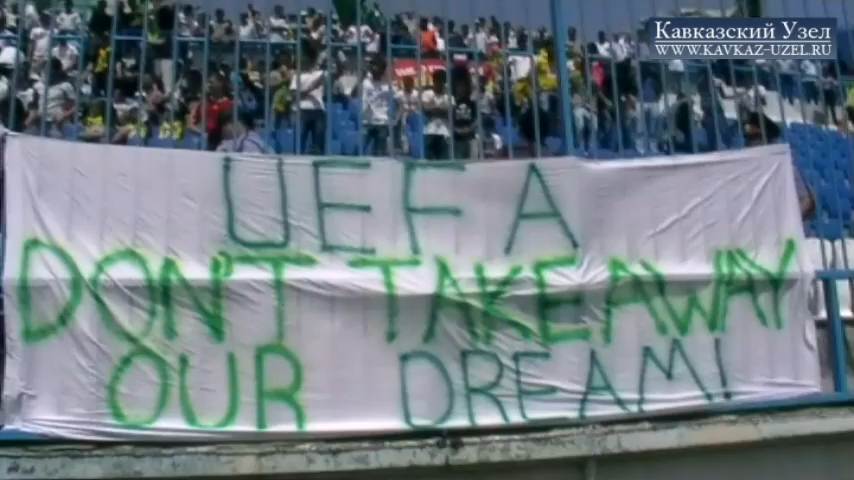 Кавказский Узел
WWW.KAVKAZ-UZEL.RU
UEFA
DON'T TAKE AWAY
OUR DREAM!